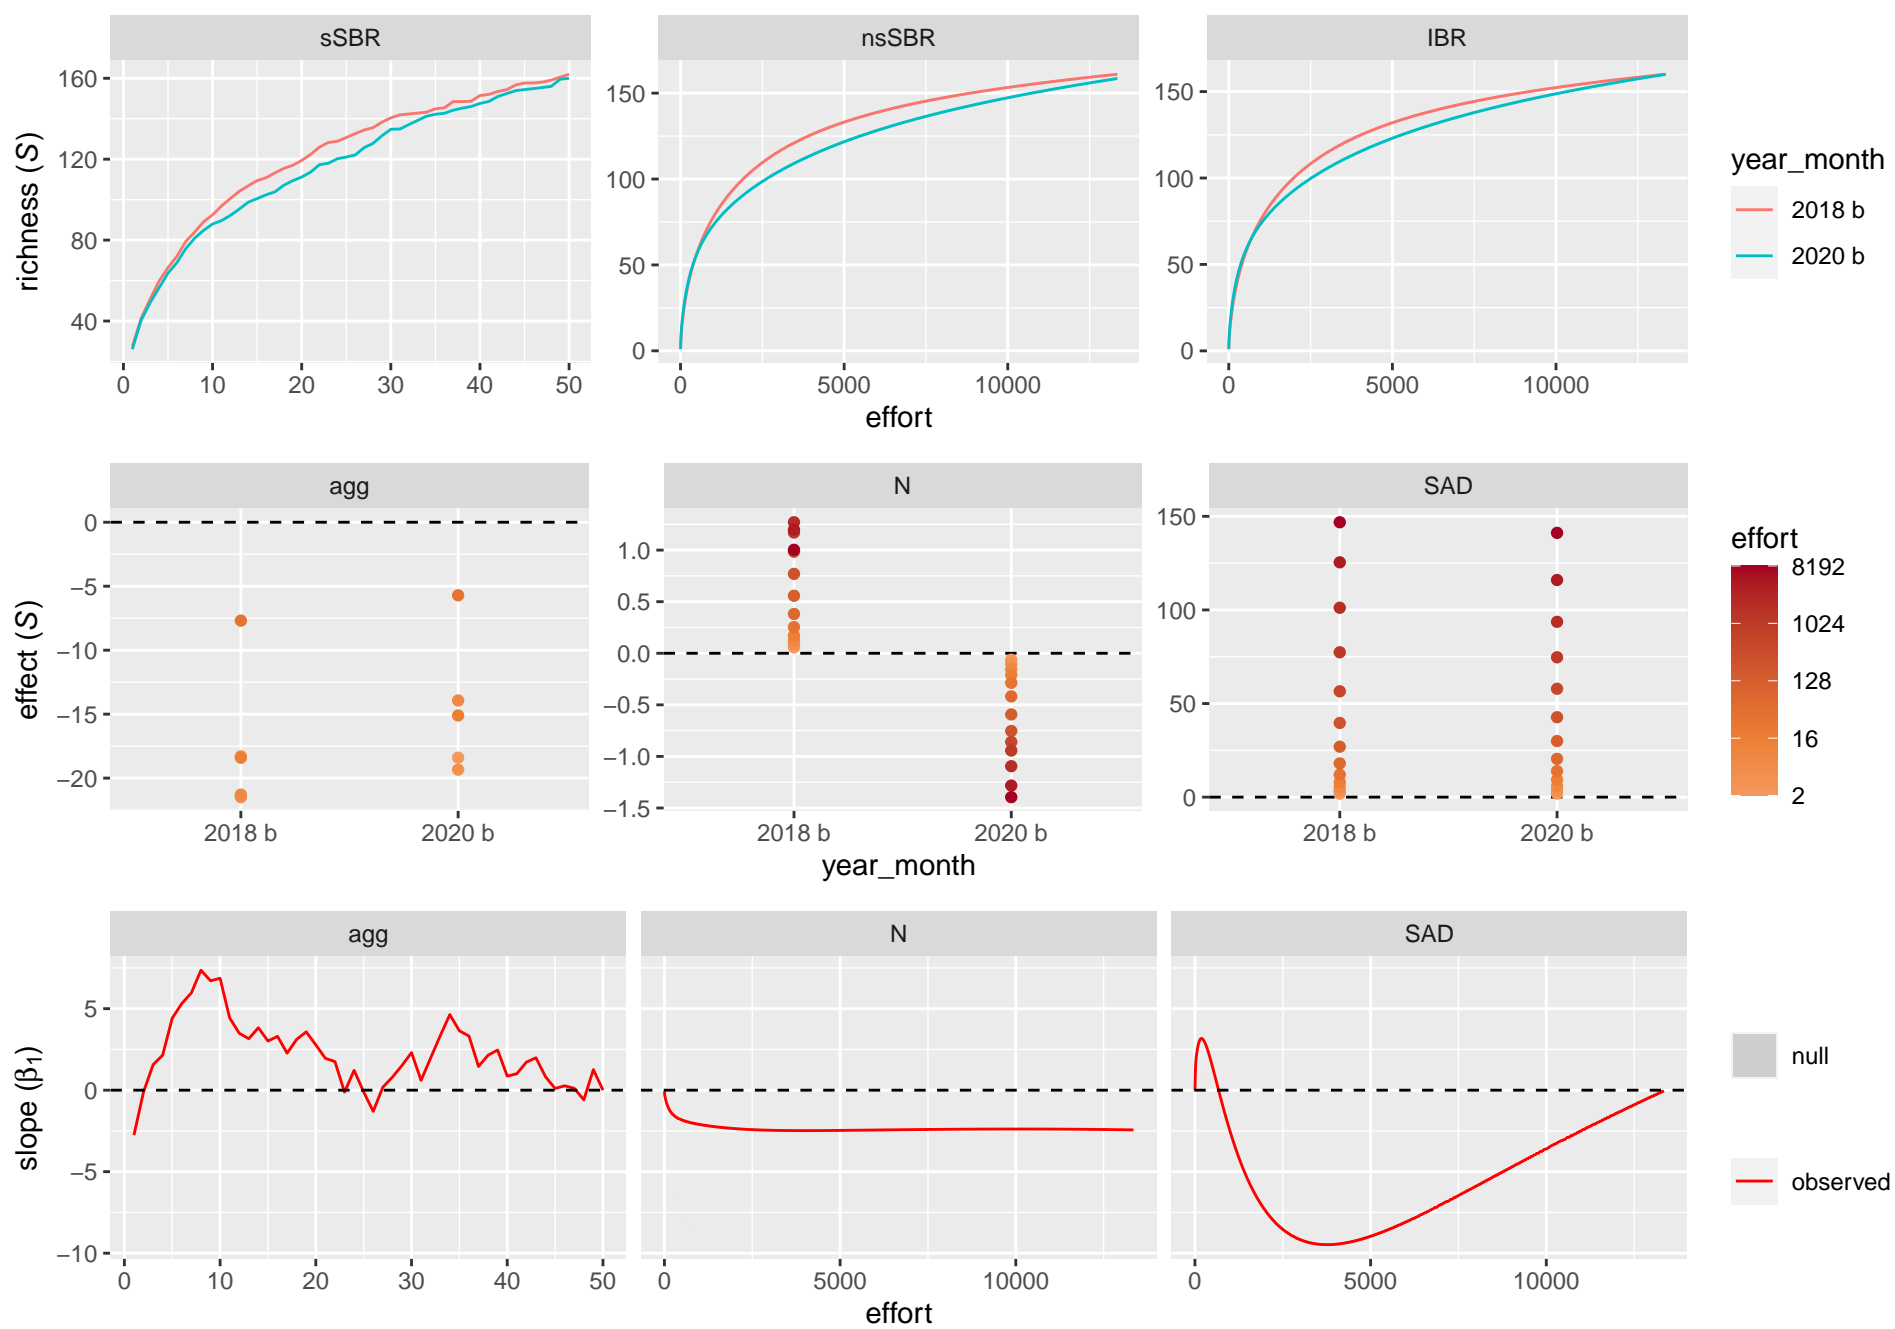 sSBR nsSBR IBR
richness (S)
160
120
80
40
150
100
50
0
150
100
50
0
0 10 20 30 40 50
0 5000 10000
0 5000 10000
effort
year_month
2018 b
2020 b
agg N SAD
effect (S)
0
−5
−10
−15
−20
1.0
0.5
0.0
−0.5
−1.0
−1.5
150
100
50
0
2018 b 2020 b
2018 b 2020 b
2018 b 2020 b
year_month
effort
8192
1024
128
16
2
agg N SAD
slope (β1)
5
0
−5
−10
0 10 20 30 40 50
0 5000 10000
0 5000 10000
effort
null
observed